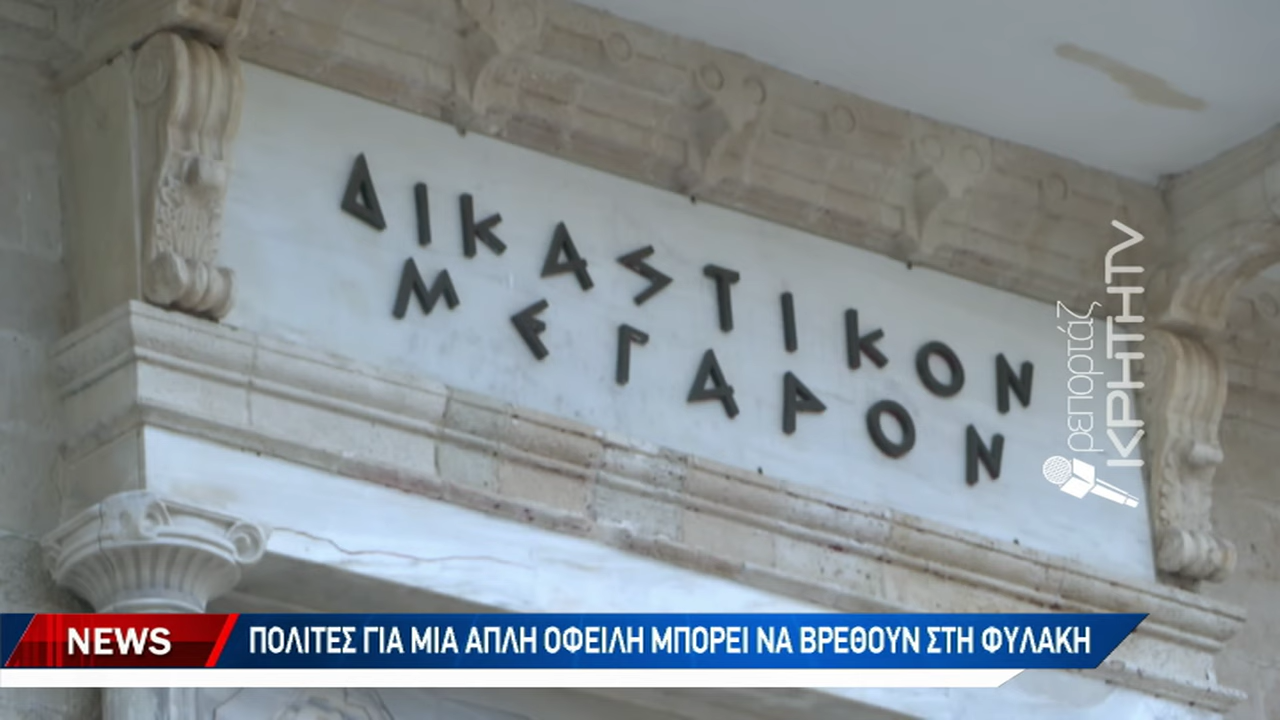 ΔΙΚΑΣΤΙΚΟΝ
ΜΕΓΑΡΟΝ
ρεπορτάζ
ΚΡΗΤΗTV
NEWS
ΠΟΛΙΤΕΣ ΓΙΑ ΜΙΑ ΑΠΛΗ ΟΦΕΙΛΗ ΜΠΟΡΕΙ ΝΑ ΒΡΕΘΟΥΝ ΣΤΗ ΦΥΛΑΚΗ